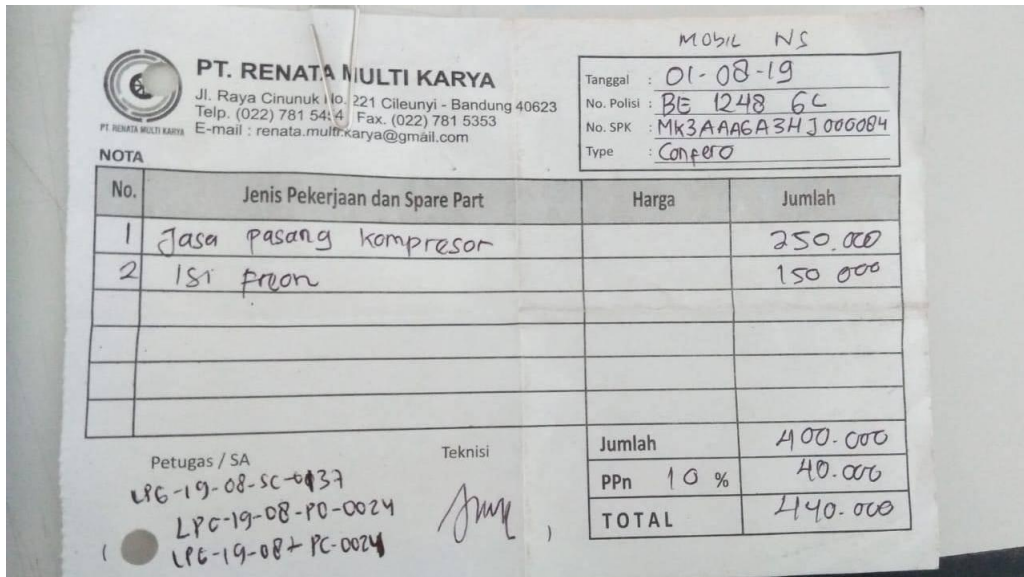 MOBIL NS
PT. RENATA MULTI KARYA
Jl. Raya Cinunuk No. 221 Cileunyi - Bandung 40623
Telp. (022) 781 5454 Fax. (022) 781 5353
E-mail : renata.multi.karya@gmail.com
PT. RENATA MULTI KARYA
Tanggal : 01-08-19
No. Polisi : BE 1248 GC
No. SPK : MK3AAAGA3HJ006084
Type : Confero
NOTA
No. Jenis Pekerjaan dan Spare Part Harga Jumlah
1 Jasa pasang kompresor 250.000
2 Isi freon 150 000
Jumlah 400.000
PPn 10 % 40.000
TOTAL 440.000
Petugas / SA Teknisi
LPG-19-08-SC-0137
LPG-19-08-PO-0024
LPG-19-08-PC-0024